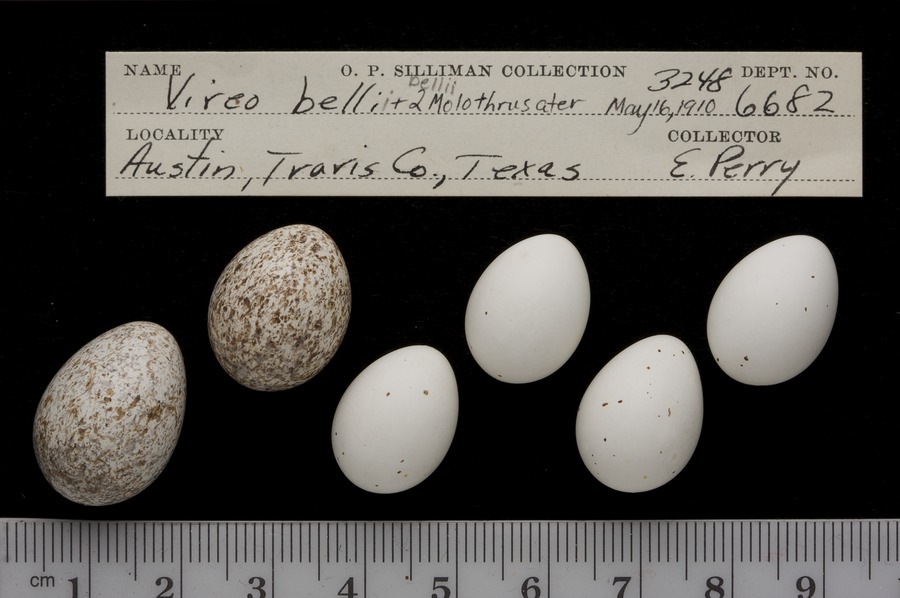 NAME O. P. SILLIMAN COLLECTION 3248 DEPT. NO.
bellii
Vireo bellii + 2 Molothrus ater May 16, 1910 6682
LOCALITY COLLECTOR
Austin, Travis Co., Texas E. Perry
cm 1 2 3 4 5 6 7 8 9